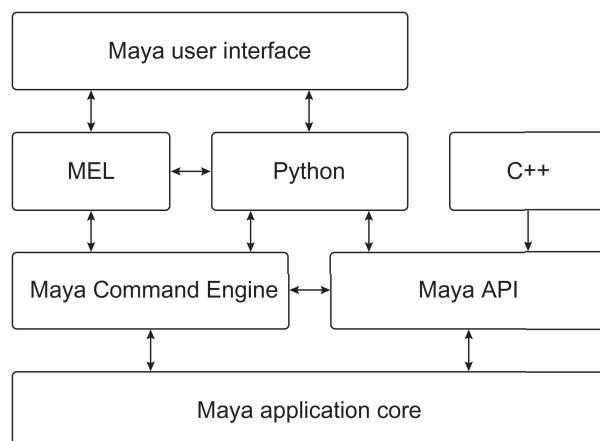 Maya user interface
MEL
Python
C++
Maya Command Engine
Maya API
Maya application core